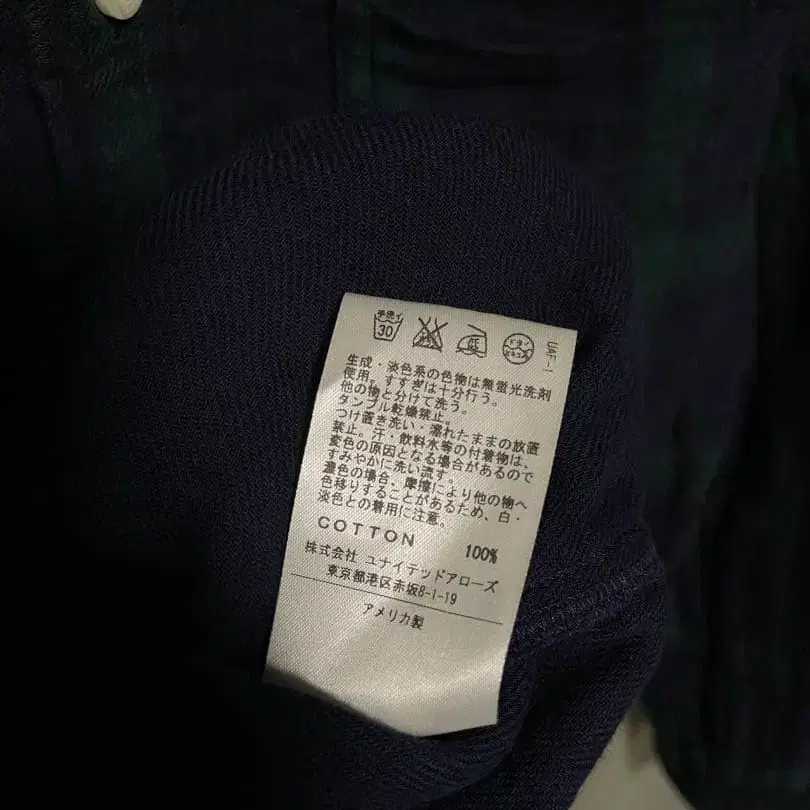 手洗イ
30
低
ドライ
セキユ系
UAF-1
生成・淡色系の色物は無蛍光洗剤
使用。すすぎは十分行う。
他の物と分けて洗う。
タンブル乾燥禁止。
つけ置き洗い・濡れたままの放置
禁止。汗・飲料水等の付着物は、
変色の原因となる場合があるので
すみやかに洗い流す。
濃色の場合、摩擦により他の物へ
色移りすることがあるため、白・
淡色との着用に注意。
COTTON 100%
株式会社 ユナイテッドアローズ
東京都港区赤坂8-1-19
アメリカ製